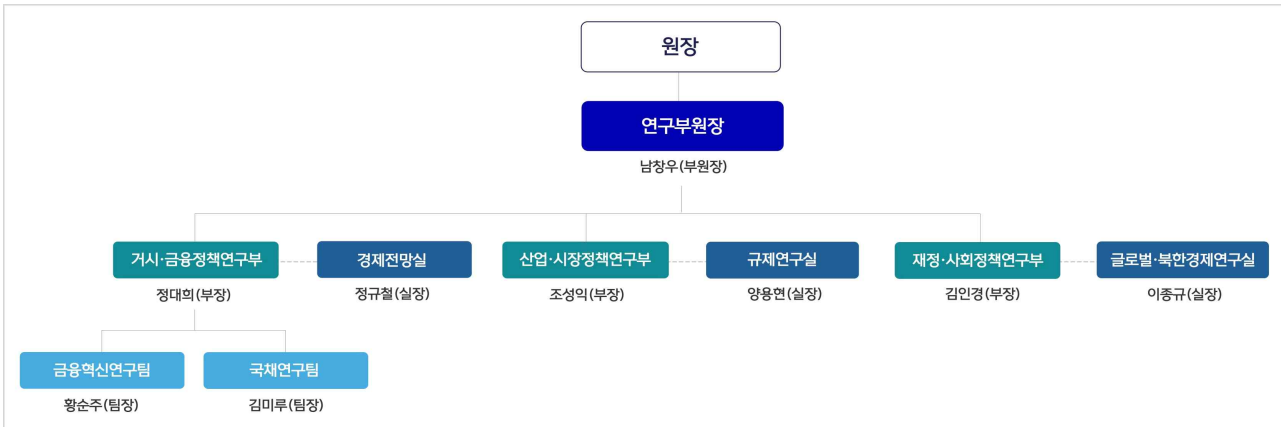 원장
연구부원장
남창우(부원장)
거시·금융정책연구부
경제전망실
산업·시장정책연구부
규제연구실
재정·사회정책연구부
글로벌·북한경제연구실
정대희(부장)
정규철(실장)
조성익(부장)
양용현(실장)
김인경(부장)
이종규(실장)
금융혁신연구팀
국채연구팀
황순주(팀장)
김미루(팀장)